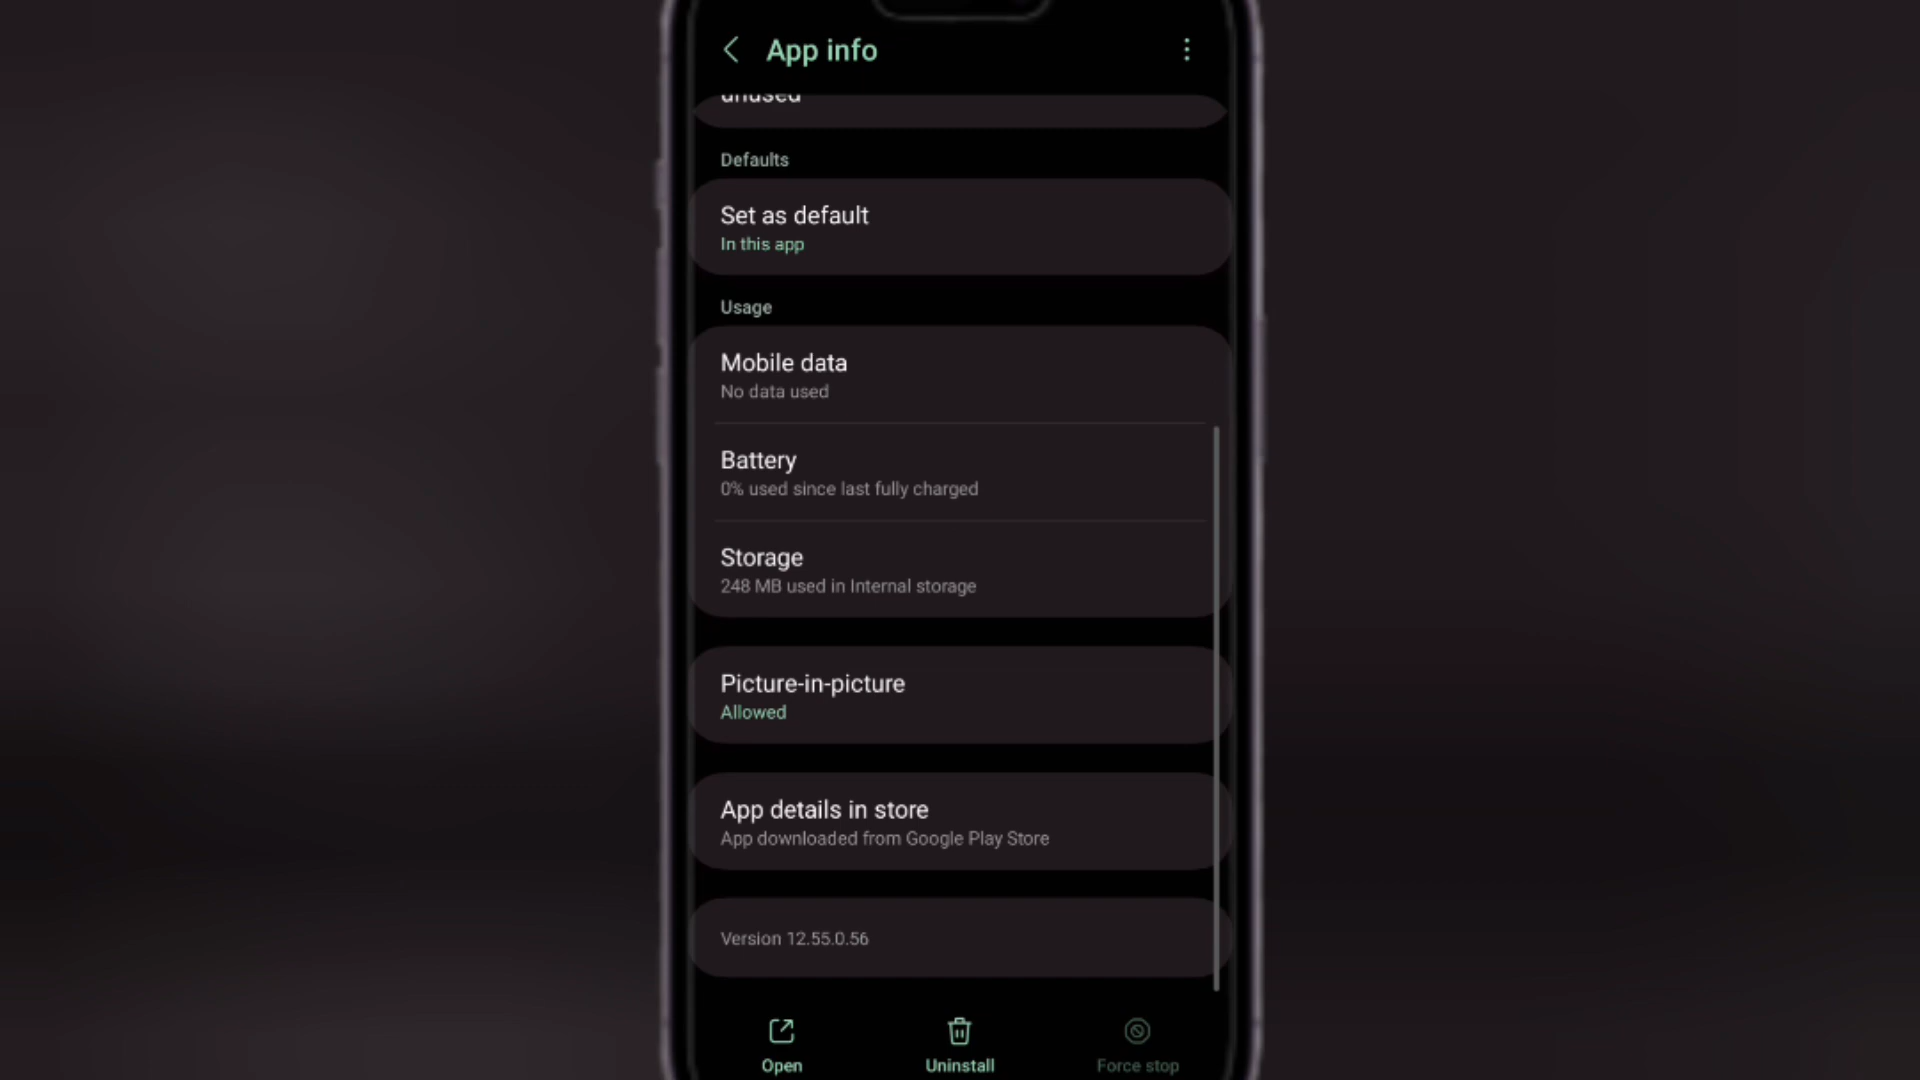 App info
unused
Defaults
Set as default
In this app
Usage
Mobile data
No data used
Battery
0% used since last fully charged
Storage
248 MB used in Internal storage
Picture-in-picture
Allowed
App details in store
App downloaded from Google Play Store
Version 12.55.0.56
Open
Uninstall
Force stop